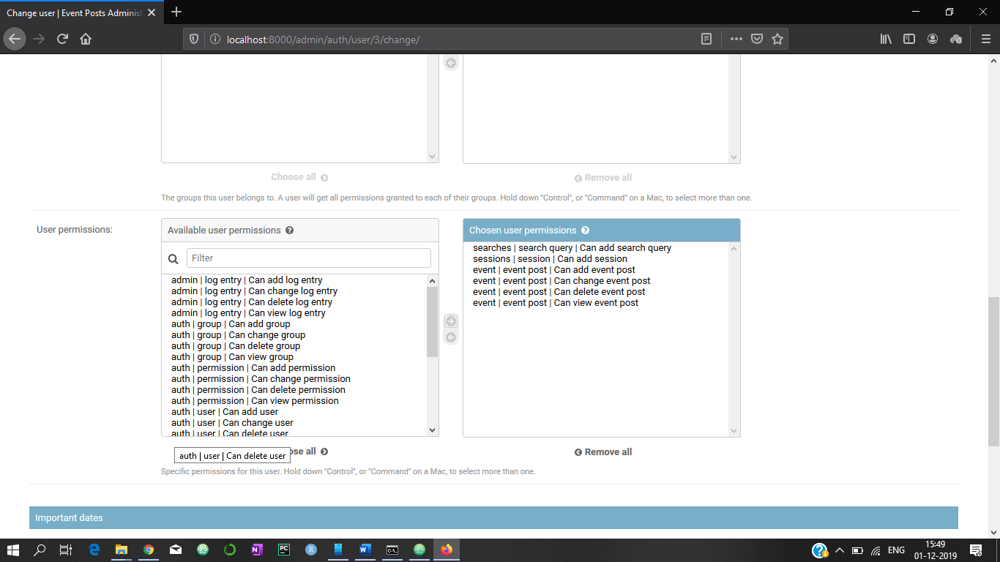 Change user | Event Posts Administ
localhost:8000/admin/auth/user/3/change/
Choose all
Remove all
The groups this user belongs to. A user will get all permissions granted to each of their groups. Hold down "Control", or "Command" on a Mac, to select more than one.
User permissions:
Available user permissions
Filter
admin | log entry | Can add log entry
admin | log entry | Can change log entry
admin | log entry | Can delete log entry
admin | log entry | Can view log entry
auth | group | Can add group
auth | group | Can change group
auth | group | Can delete group
auth | group | Can view group
auth | permission | Can add permission
auth | permission | Can change permission
auth | permission | Can delete permission
auth | permission | Can view permission
auth | user | Can add user
auth | user | Can change user
auth | user | Can delete user
Chosen user permissions
searches | search query | Can add search query
sessions | session | Can add session
event | event post | Can add event post
event | event post | Can change event post
event | event post | Can delete event post
event | event post | Can view event post
auth | user | Can delete user
ose all
Remove all
Specific permissions for this user. Hold down "Control", or "Command" on a Mac, to select more than one.
Important dates
ENG
15:49
01-12-2019